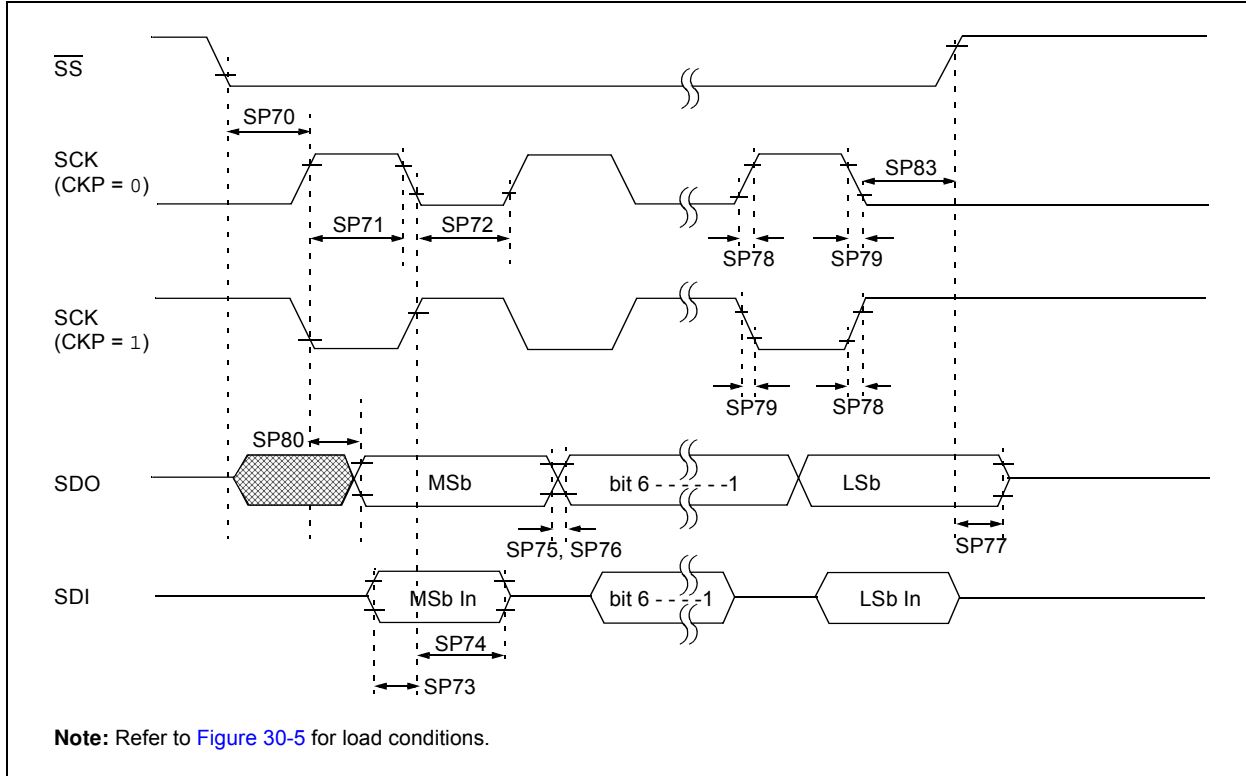 SS
SP70
SCK
(CKP = 0)
SP83
SP71
SP72
SP78
SP79
SCK
(CKP = 1)
SP79
SP78
SP80
SDO
MSb
bit 6 - - - - - -1
LSb
SP75, SP76
SP77
SDI
MSb In
bit 6 - - - -1
LSb In
SP74
SP73
Note: Refer to Figure 30-5 for load conditions.